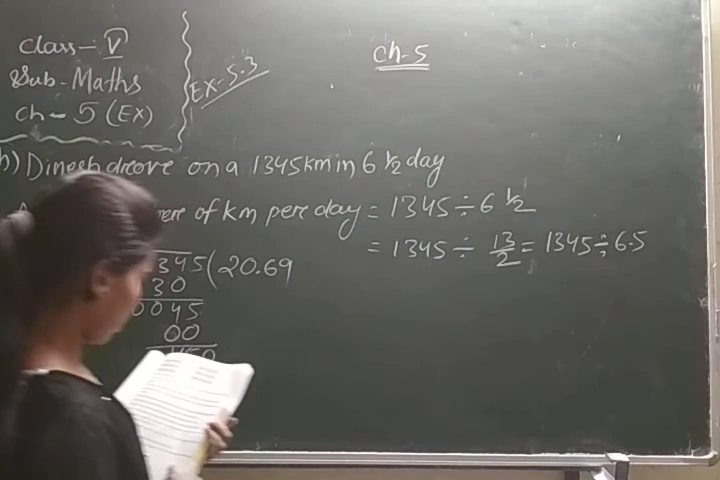 Class - V
Sub - Maths
Ch - 5 (Ex)
Ex-5.3
Ch-5
h) Dinesh drove on a 1345 km in 6 1/2 day
of km per day = 1345 ÷ 6 1/2
= 1345 ÷ 13/2 = 1345 ÷ 6.5
345 ( 20.69
30
0045
00